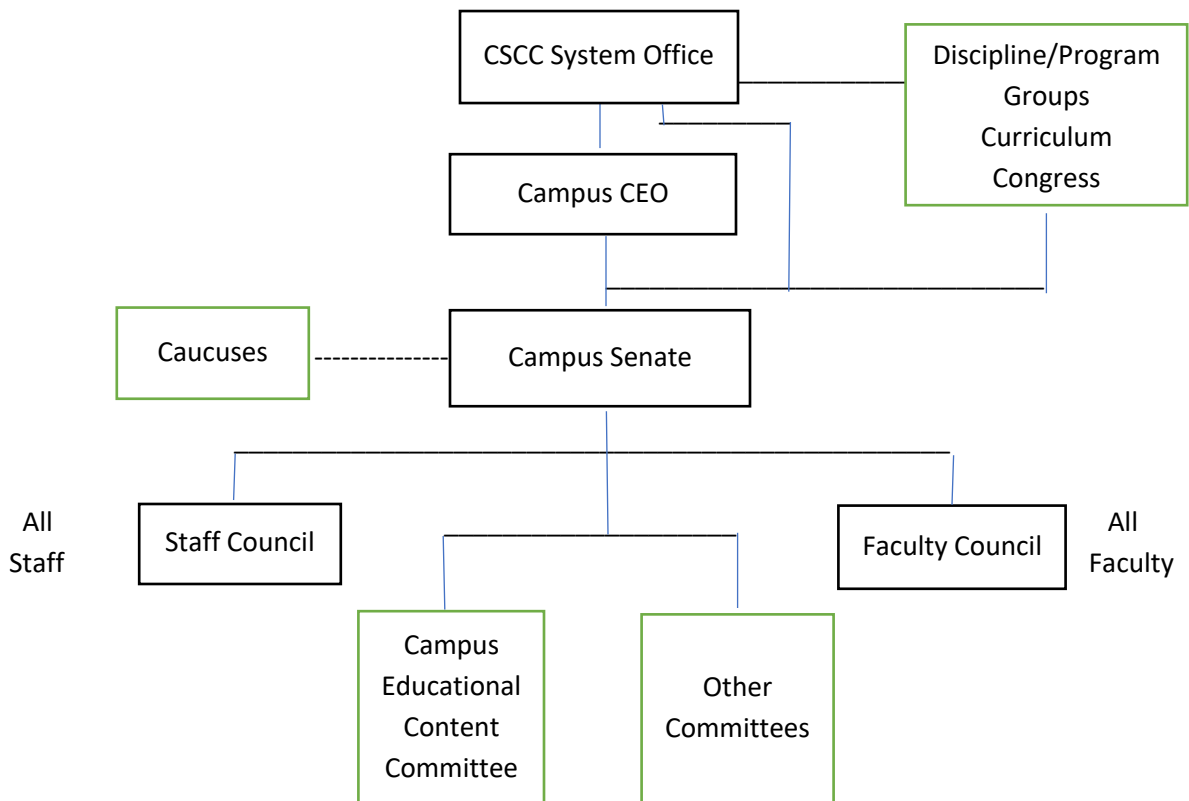 CSCC System Office
Discipline/Program
Groups
Curriculum
Congress
Campus CEO
Caucuses
Campus Senate
All
Staff
Staff Council
Faculty Council
All
Faculty
Campus
Educational
Content
Committee
Other
Committees